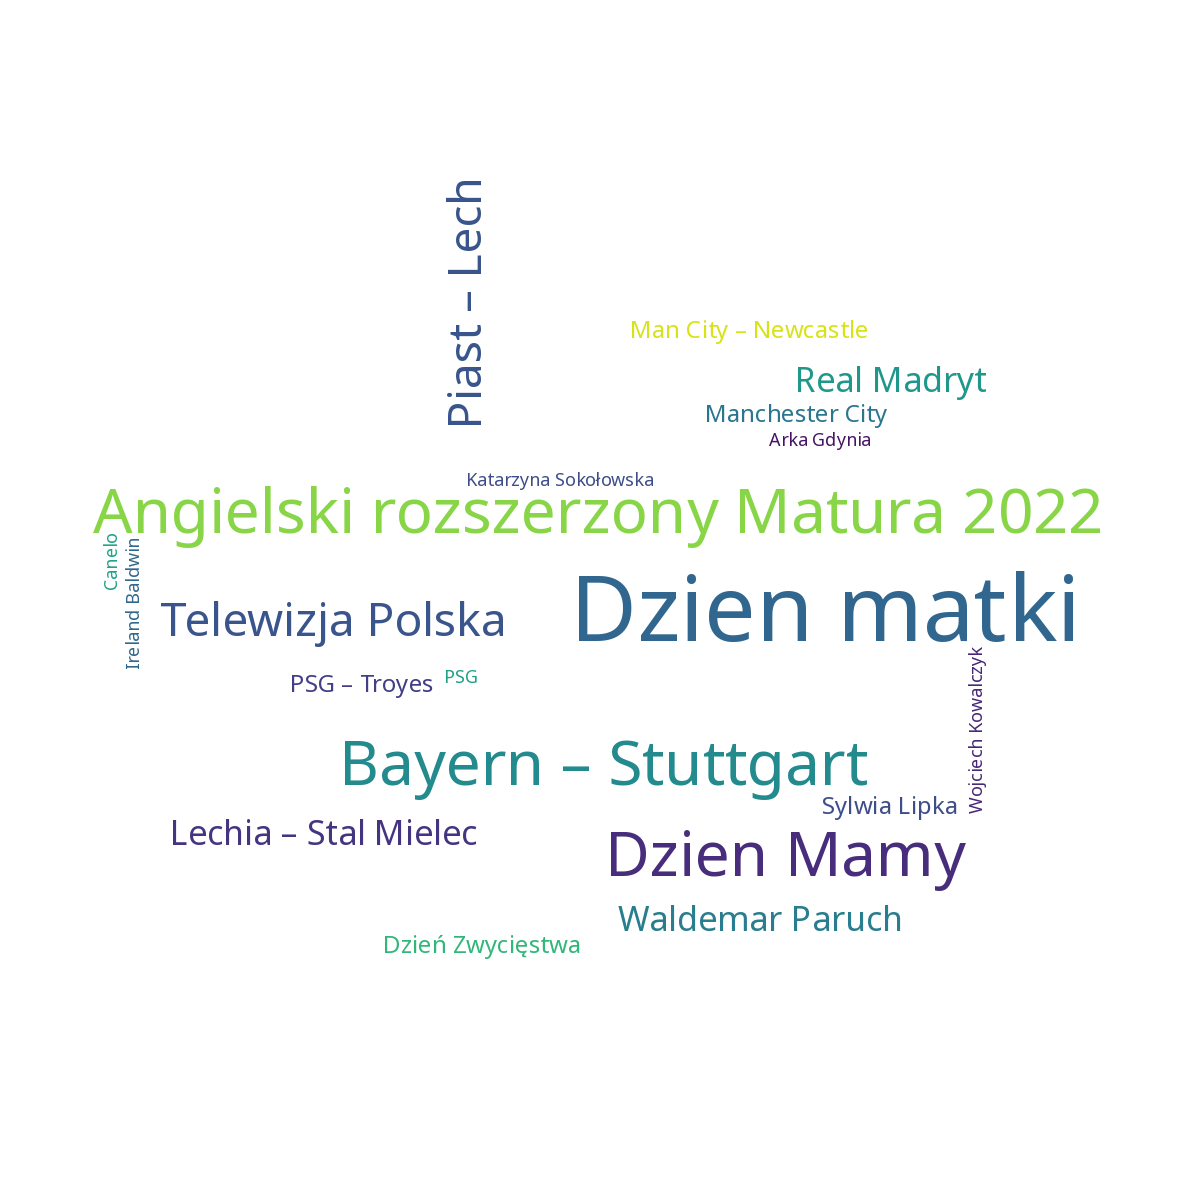 Piast – Lech
Man City – Newcastle
Real Madryt
Manchester City
Arka Gdynia
Katarzyna Sokołowska
Angielski rozszerzony Matura 2022
Canelo
Ireland Baldwin
Telewizja Polska
Dzien matki
PSG – Troyes
PSG
Wojciech Kowalczyk
Bayern – Stuttgart
Sylwia Lipka
Lechia – Stal Mielec
Dzien Mamy
Waldemar Paruch
Dzień Zwycięstwa